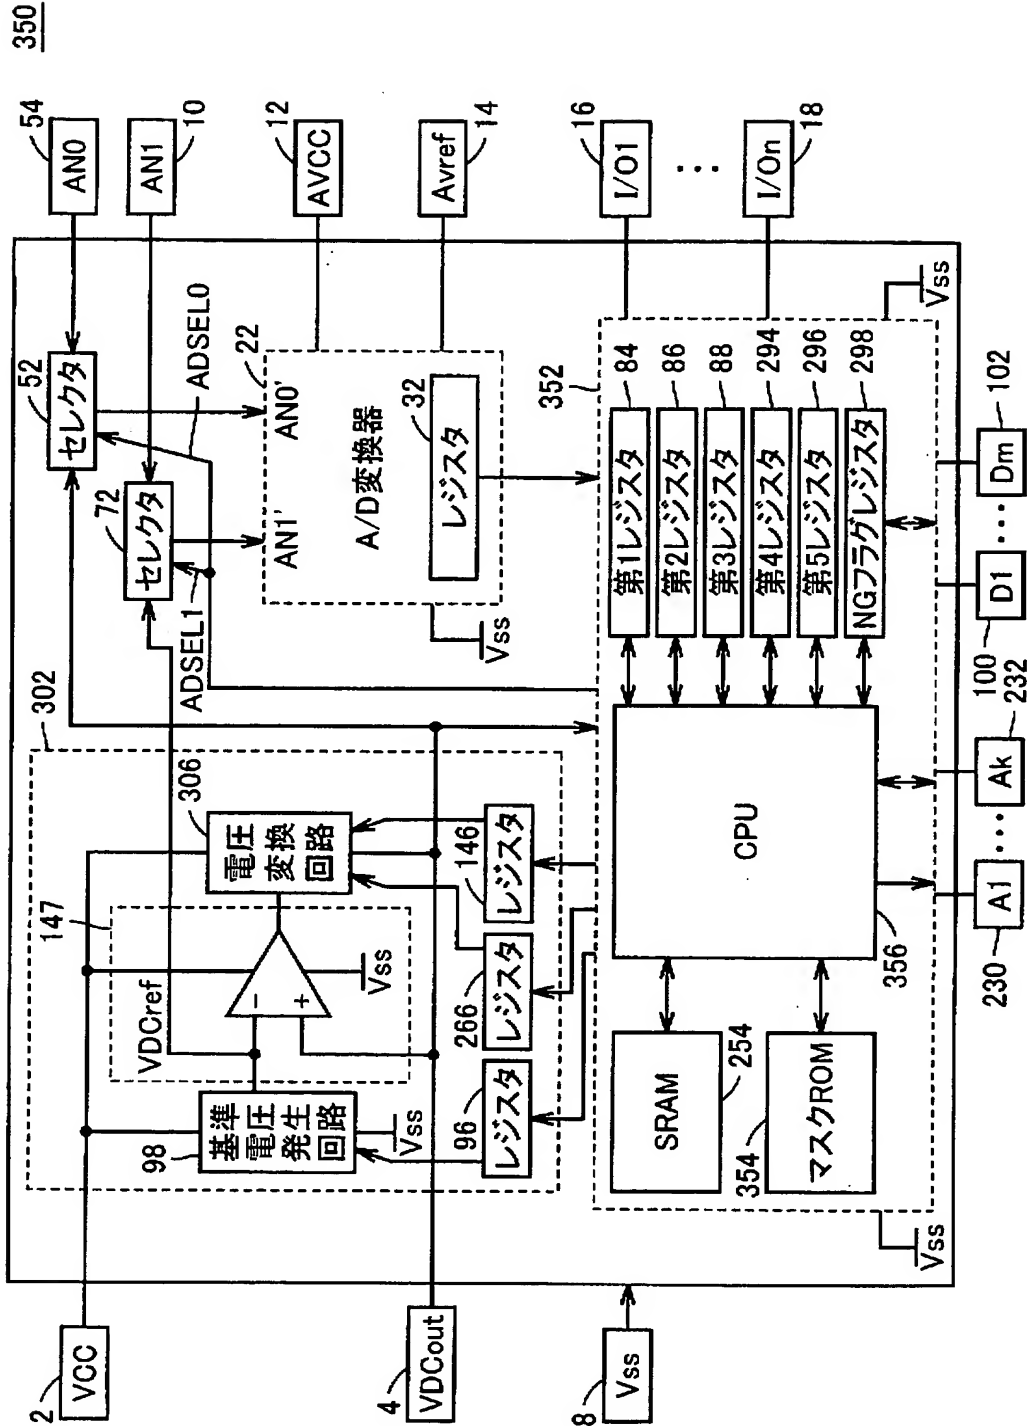 350
54
AN0
10
AN1
12
AVCC
14
Avref
16
I/O1
18
I/On
52
セレクタ
72
セレクタ
ADSEL0
ADSEL1
22
AN0'
AN1'
A/D変換器
32
レジスタ
Vss
302
147
VDCref
306
電圧
変換
回路
−
+
Vss
98
基準
電圧
発生
回路
Vss
96
レジスタ
266
レジスタ
146
レジスタ
352
84
第1レジスタ
86
第2レジスタ
88
第3レジスタ
294
第4レジスタ
296
第5レジスタ
298
NGフラグレジスタ
Vss
CPU
356
SRAM
254
マスクROM
354
Vss
2
VCC
4
VDCout
8
Vss
230
A1
232
Ak
100
D1
102
Dm